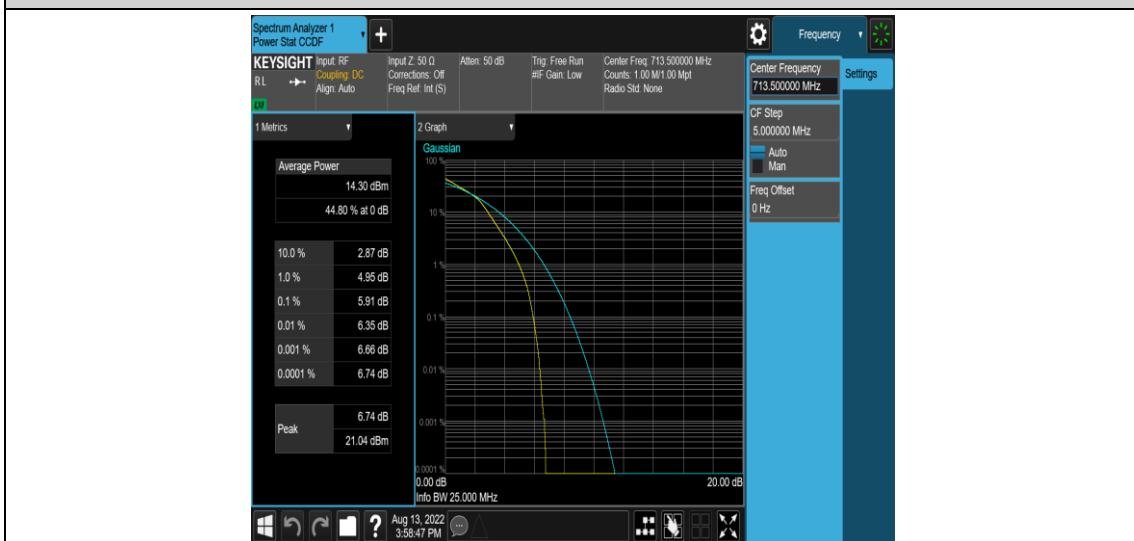 Spectrum Analyzer 1
Power Stat CCDF
Frequency
KEYSIGHT
RL
LXI
Input: RF
Coupling: DC
Align: Auto
Input Z: 50 Ω
Corrections: Off
Freq Ref: Int (S)
Atten: 50 dB
Trig: Free Run
#IF Gain: Low
Center Freq: 713.500000 MHz
Counts: 1.00 M/1.00 Mpt
Radio Std: None
Center Frequency
713.500000 MHz
Settings
CF Step
5.000000 MHz
Auto
Man
Freq Offset
0 Hz
1 Metrics
Average Power
14.30 dBm
44.80 % at 0 dB
10.0 % 2.87 dB
1.0 % 4.95 dB
0.1 % 5.91 dB
0.01 % 6.35 dB
0.001 % 6.66 dB
0.0001 % 6.74 dB
Peak
6.74 dB
21.04 dBm
2 Graph
Gaussian
100 %
10 %
1 %
0.1 %
0.01 %
0.001 %
0.0001 %
0.00 dB 20.00 dB
Info BW 25.000 MHz
?
Aug 13, 2022
3:58:47 PM